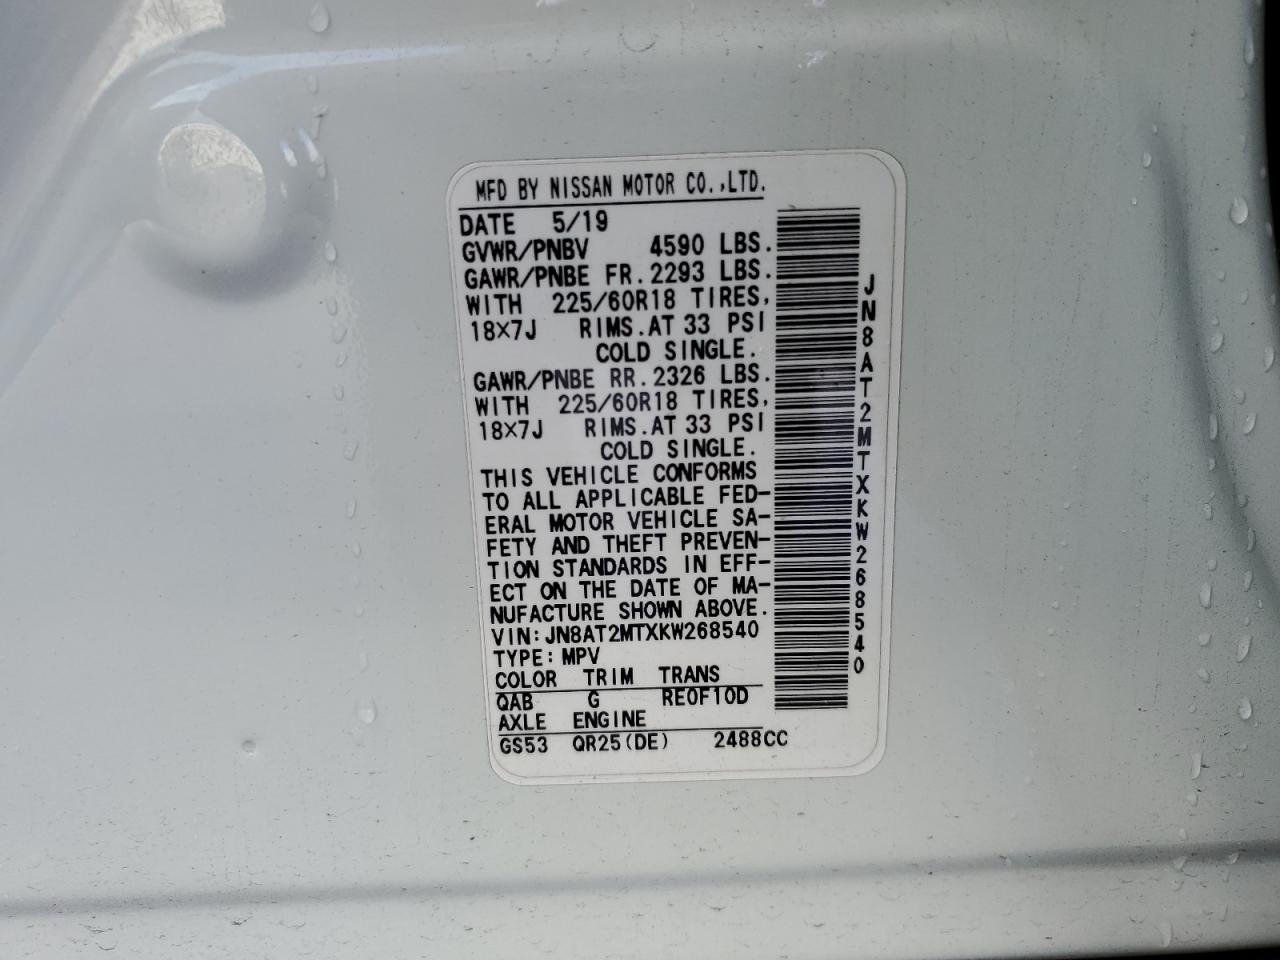 MFD BY NISSAN MOTOR CO.,LTD.
DATE 5/19
GVWR/PNBV 4590 LBS.
GAWR/PNBE FR.2293 LBS.
WITH 225/60R18 TIRES,
18×7J RIMS.AT 33 PSI
COLD SINGLE.
GAWR/PNBE RR.2326 LBS.
WITH 225/60R18 TIRES,
18×7J RIMS.AT 33 PSI
COLD SINGLE.
THIS VEHICLE CONFORMS
TO ALL APPLICABLE FED-
ERAL MOTOR VEHICLE SA-
FETY AND THEFT PREVEN-
TION STANDARDS IN EFF-
ECT ON THE DATE OF MA-
NUFACTURE SHOWN ABOVE.
VIN:JN8AT2MTXKW268540
TYPE:MPV
COLOR TRIM TRANS
QAB G RE0F10D
AXLE ENGINE
GS53 QR25(DE) 2488CC
JN8AT2MTXKW268540